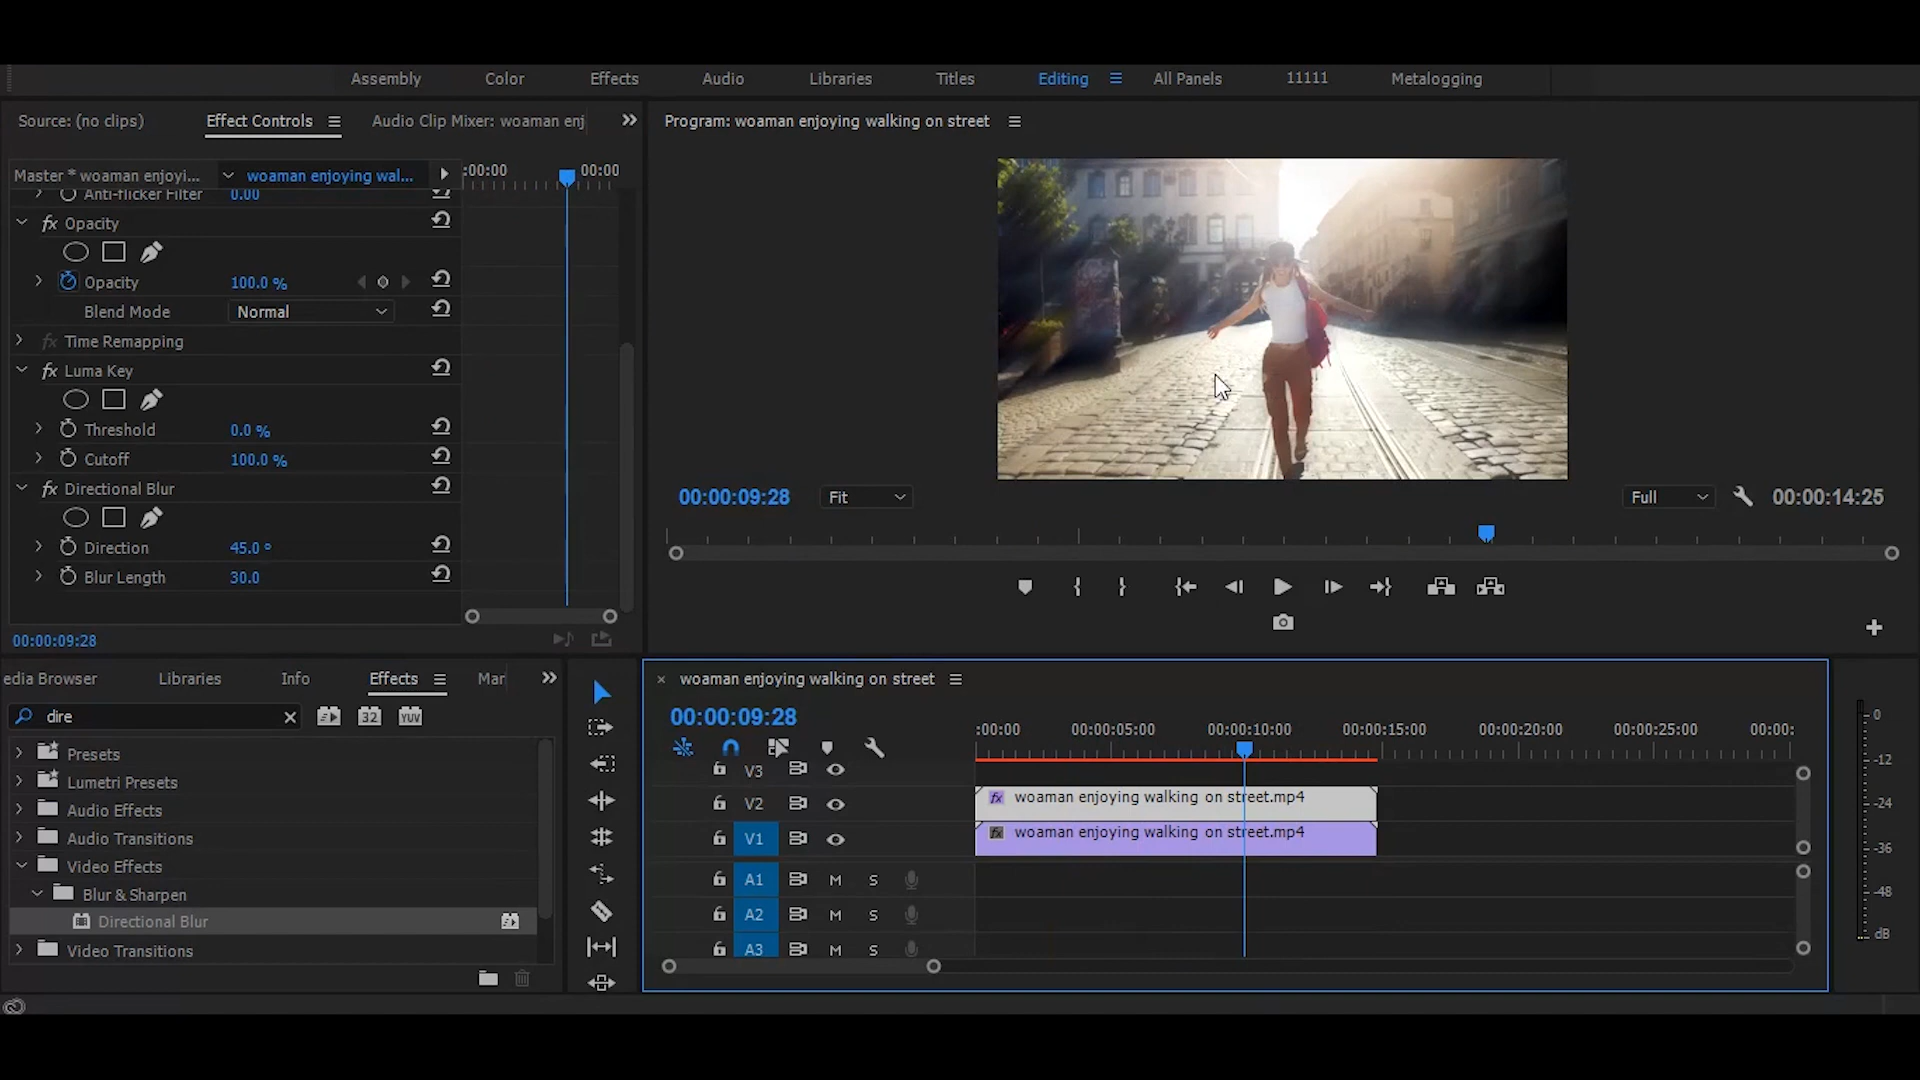 Assembly Color Effects Audio Libraries Titles Editing All Panels 11111 Metalogging
Source: (no clips) Effect Controls Audio Clip Mixer: woaman enj
Program: woaman enjoying walking on street
Master * woaman enjoyi... woaman enjoying wal... :00:00 00:00
Anti-flicker Filter 0.00
fx Opacity
Opacity 100.0 %
Blend Mode Normal
fx Time Remapping
fx Luma Key
Threshold 0.0 %
Cutoff 100.0 %
fx Directional Blur
Direction 45.0 °
Blur Length 30.0
00:00:09:28
00:00:09:28 Fit Full 00:00:14:25
edia Browser Libraries Info Effects Mar
dire 32 YUV
Presets
Lumetri Presets
Audio Effects
Audio Transitions
Video Effects
Blur & Sharpen
Directional Blur
Video Transitions
× woaman enjoying walking on street
00:00:09:28
:00:00 00:00:05:00 00:00:10:00 00:00:15:00 00:00:20:00 00:00:25:00 00:00:
V3
V2 fx woaman enjoying walking on street.mp4
V1 fx woaman enjoying walking on street.mp4
A1 M S
A2 M S
A3 M S
0
-12
-24
-36
-48
dB